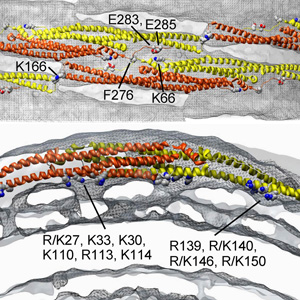 E283, E285
K166
F276 K66
R/K27, K33, K30,
K110, R113, K114
R139, R/K140,
R/K146, R/K150